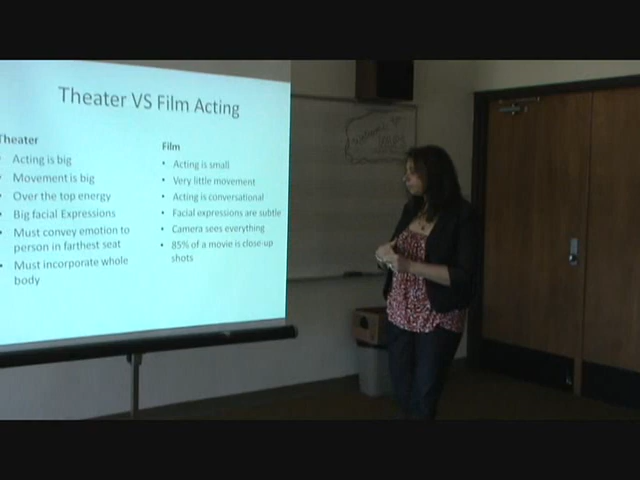 Theater VS Film Acting
Theater
Acting is big
Movement is big
Over the top energy
Big facial Expressions
Must convey emotion to
person in farthest seat
Must incorporate whole
body
Film
Acting is small
Very little movement
Acting is conversational
Facial expressions are subtle
Camera sees everything
85% of a movie is close-up
shots